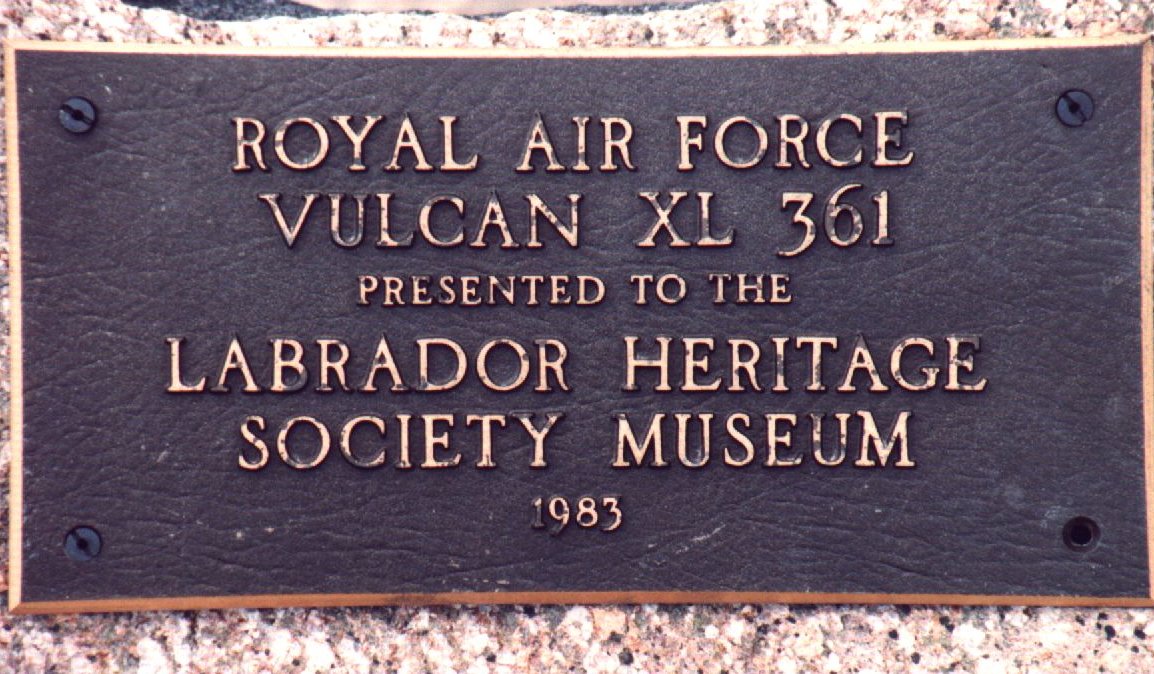 ROYAL AIR FORCE
VULCAN XL 361
PRESENTED TO THE
LABRADOR HERITAGE
SOCIETY MUSEUM
1983